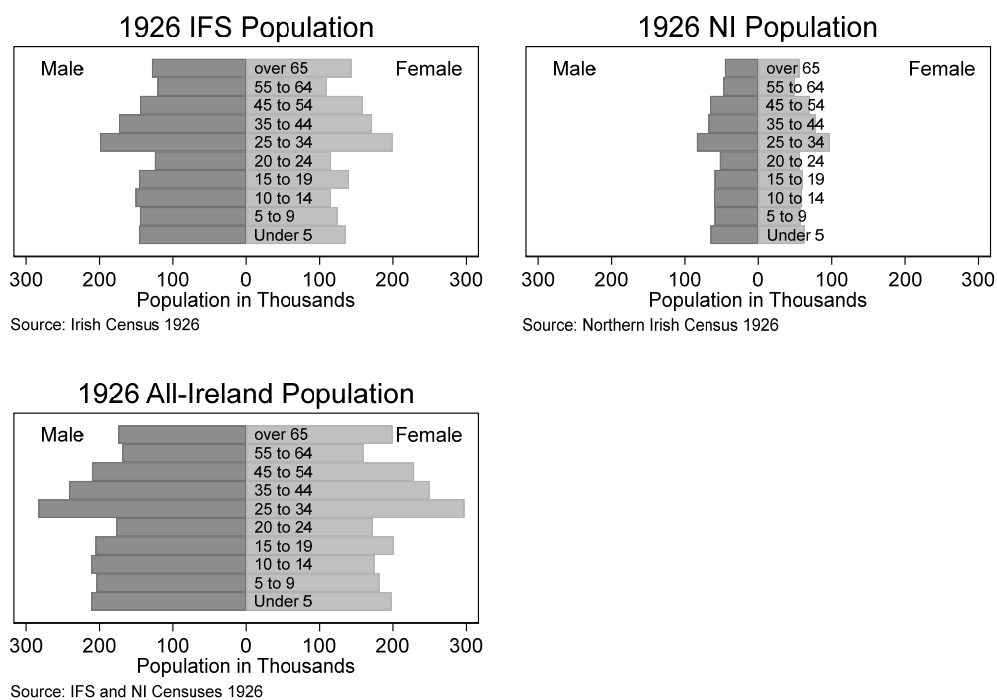 1926 IFS Population
Male
Female
over 65
55 to 64
45 to 54
35 to 44
25 to 34
20 to 24
15 to 19
10 to 14
5 to 9
Under 5
300 200 100 0 100 200 300
Population in Thousands
Source: Irish Census 1926
1926 NI Population
Male
Female
over 65
55 to 64
45 to 54
35 to 44
25 to 34
20 to 24
15 to 19
10 to 14
5 to 9
Under 5
300 200 100 0 100 200 300
Population in Thousands
Source: Northern Irish Census 1926
1926 All-Ireland Population
Male
Female
over 65
55 to 64
45 to 54
35 to 44
25 to 34
20 to 24
15 to 19
10 to 14
5 to 9
Under 5
300 200 100 0 100 200 300
Population in Thousands
Source: IFS and NI Censuses 1926